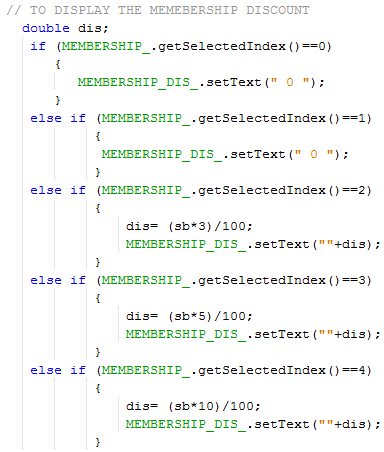 // TO DISPLAY THE MEMEBERSHIP DISCOUNT
double dis;
if (MEMBERSHIP_.getSelectedIndex()==0)
{
MEMBERSHIP_DIS_.setText(" 0 ");
}
else if (MEMBERSHIP_.getSelectedIndex()==1)
{
MEMBERSHIP_DIS_.setText(" 0 ");
}
else if (MEMBERSHIP_.getSelectedIndex()==2)
{
dis= (sb*3)/100;
MEMBERSHIP_DIS_.setText(""+dis);
}
else if (MEMBERSHIP_.getSelectedIndex()==3)
{
dis= (sb*5)/100;
MEMBERSHIP_DIS_.setText(""+dis);
}
else if (MEMBERSHIP_.getSelectedIndex()==4)
{
dis= (sb*10)/100;
MEMBERSHIP_DIS_.setText(""+dis);
}